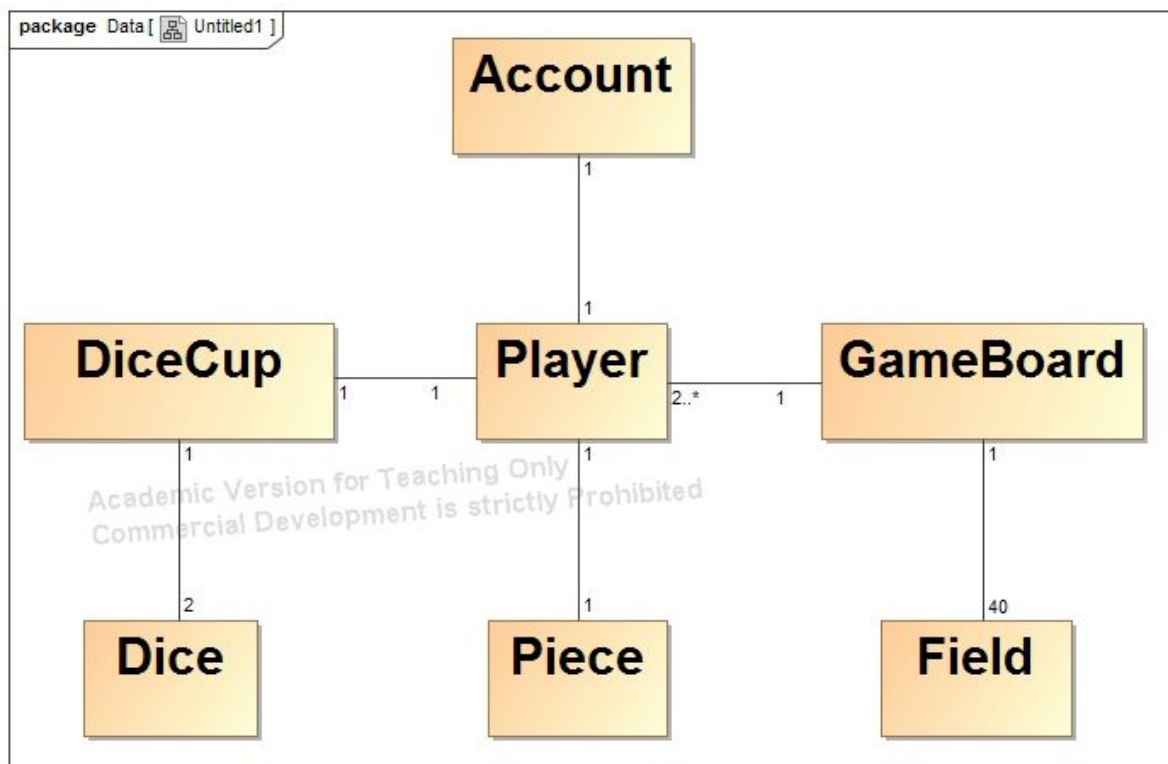 package Data [ Untitled1 ]
Account
1
1
DiceCup
Player
GameBoard
1
1
2..*
1
1
1
1
Academic Version for Teaching Only
Commercial Development is strictly Prohibited
2
1
40
Dice
Piece
Field